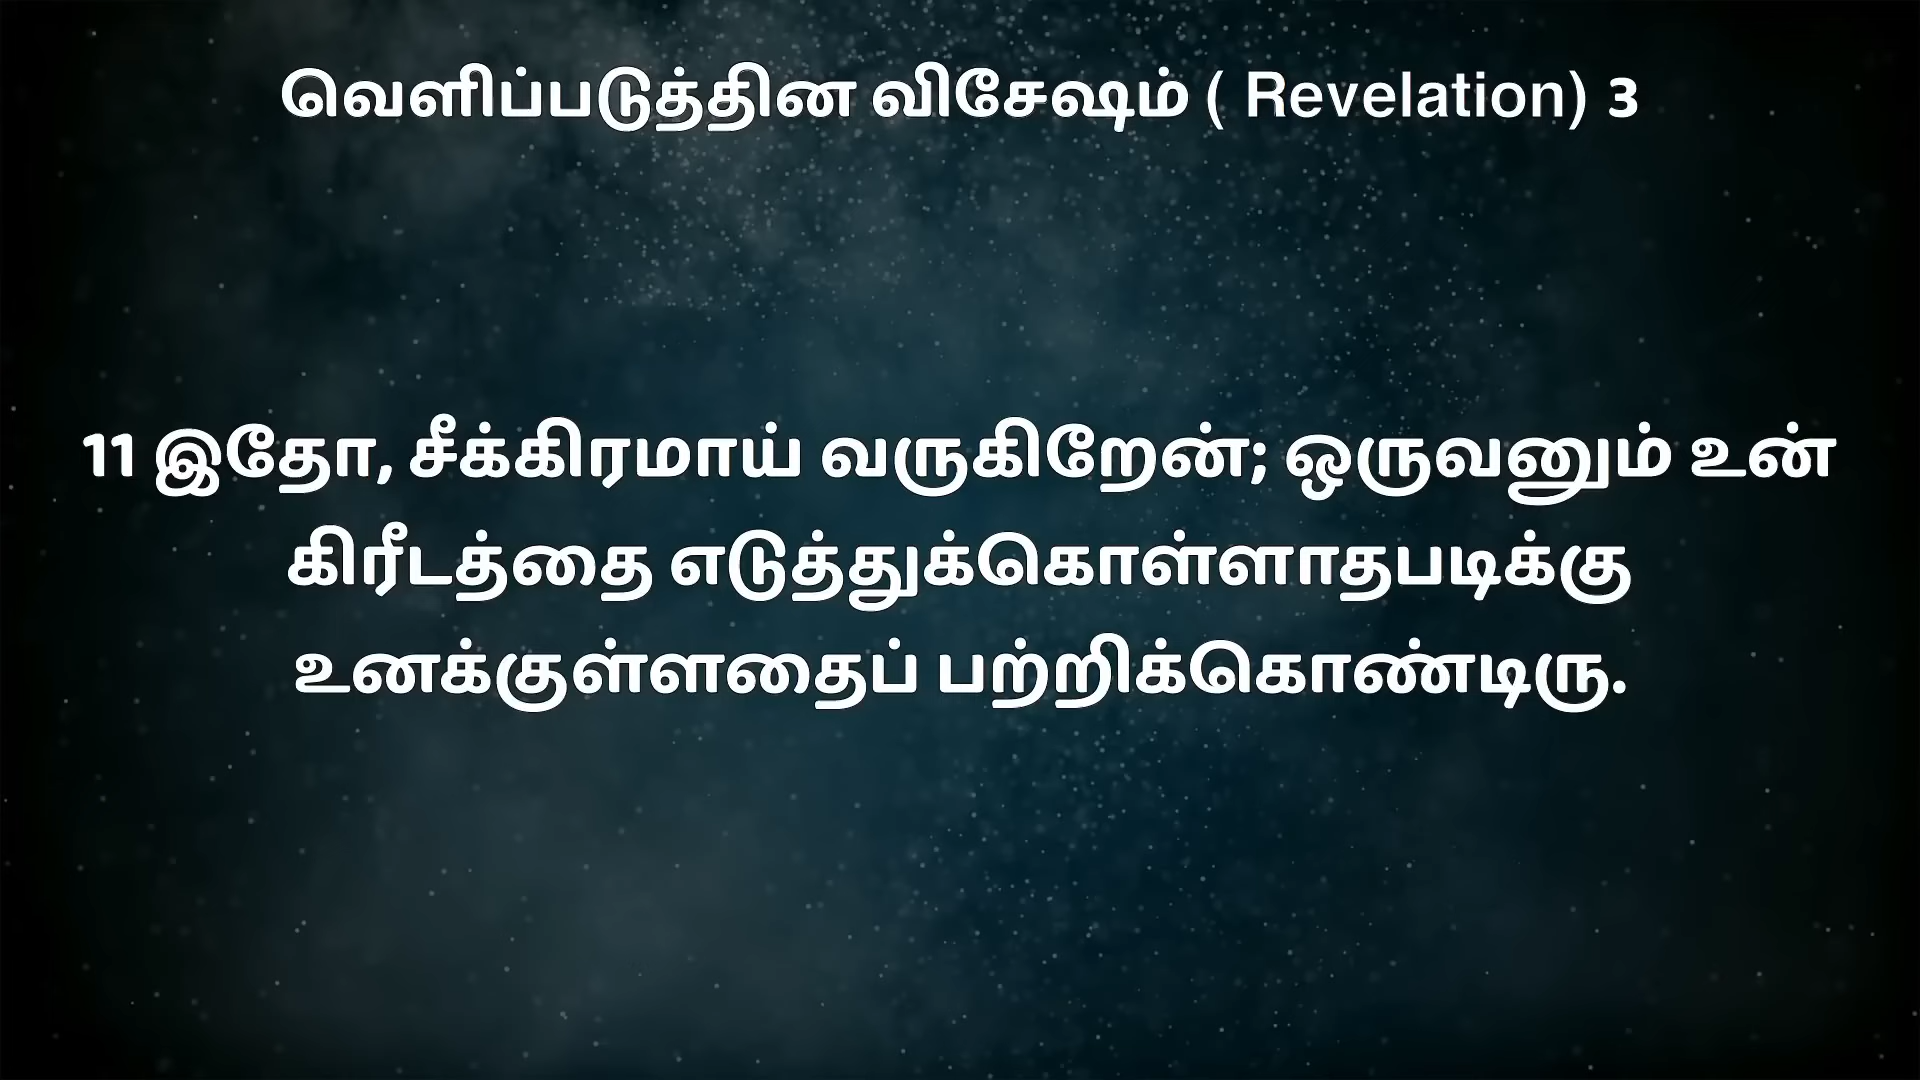 வெளிப்படுத்தின விசேஷம் ( Revelation) 3
11 இதோ, சீக்கிரமாய் வருகிறேன்; ஒருவனும் உன்
கிரீடத்தை எடுத்துக்கொள்ளாதபடிக்கு
உனக்குள்ளதைப் பற்றிக்கொண்டிரு.